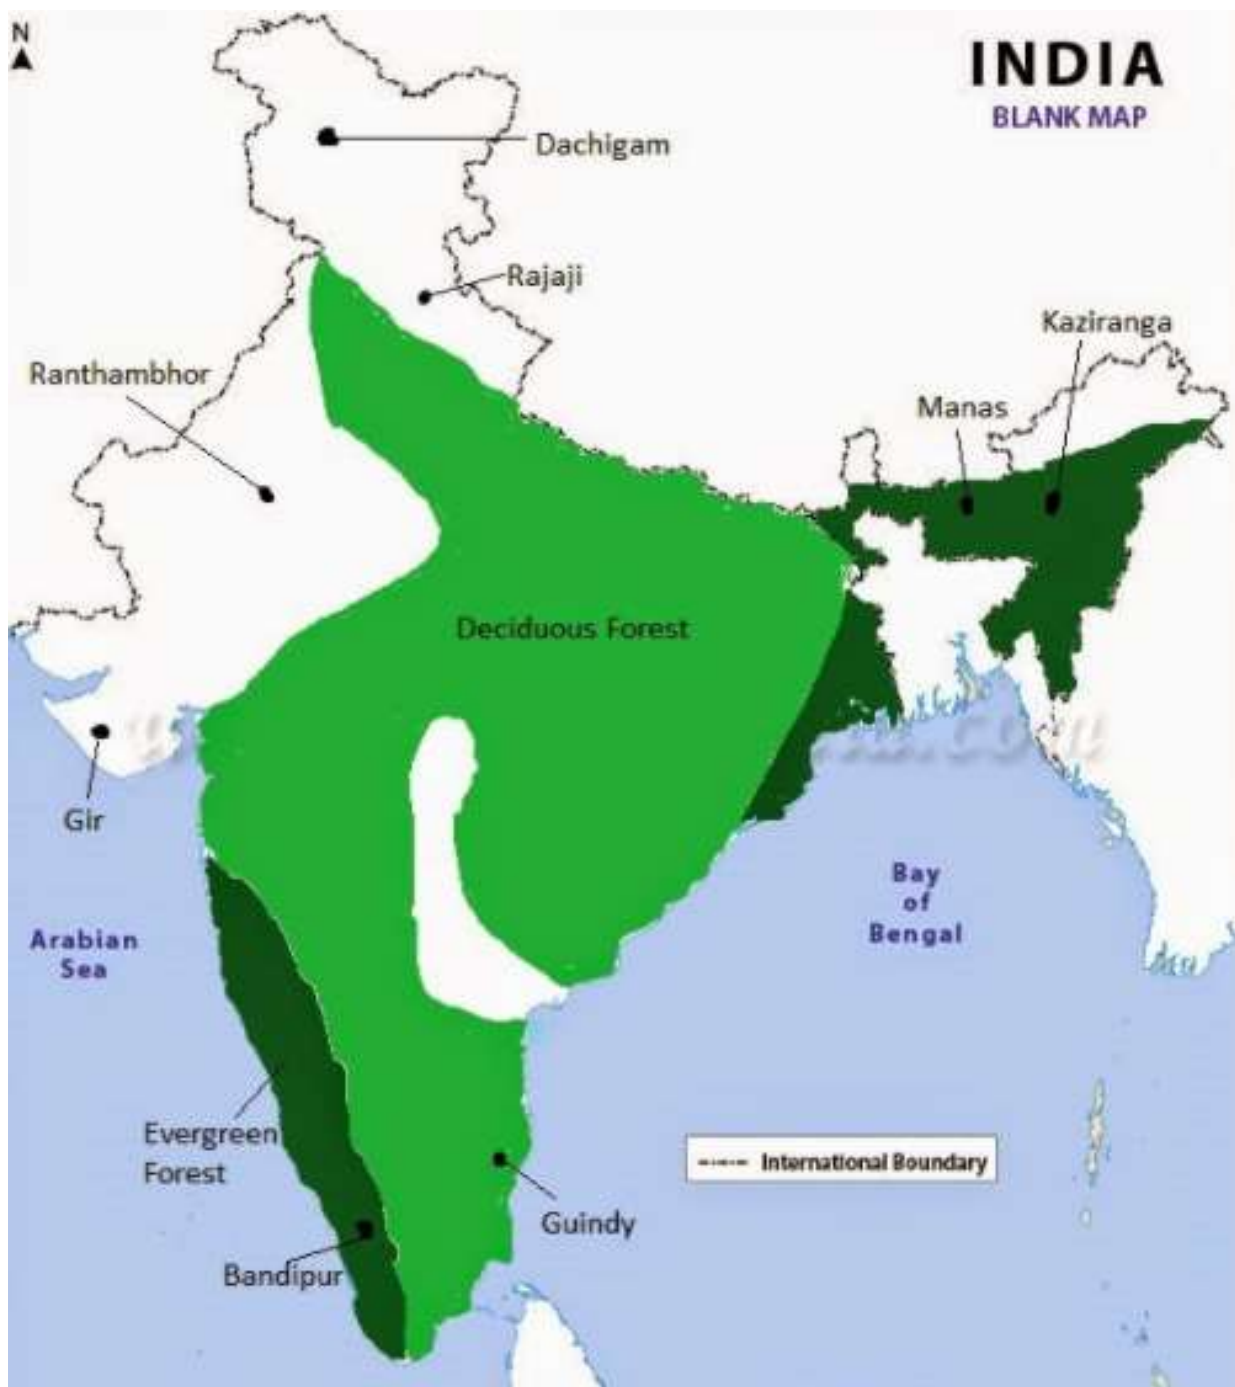 N
INDIA
BLANK MAP
Dachigam
Rajaji
Kaziranga
Ranthambhor
Manas
Deciduous Forest
Gir
Bay
of
Bengal
Arabian
Sea
Evergreen
Forest
International Boundary
Guindy
Bandipur
.com